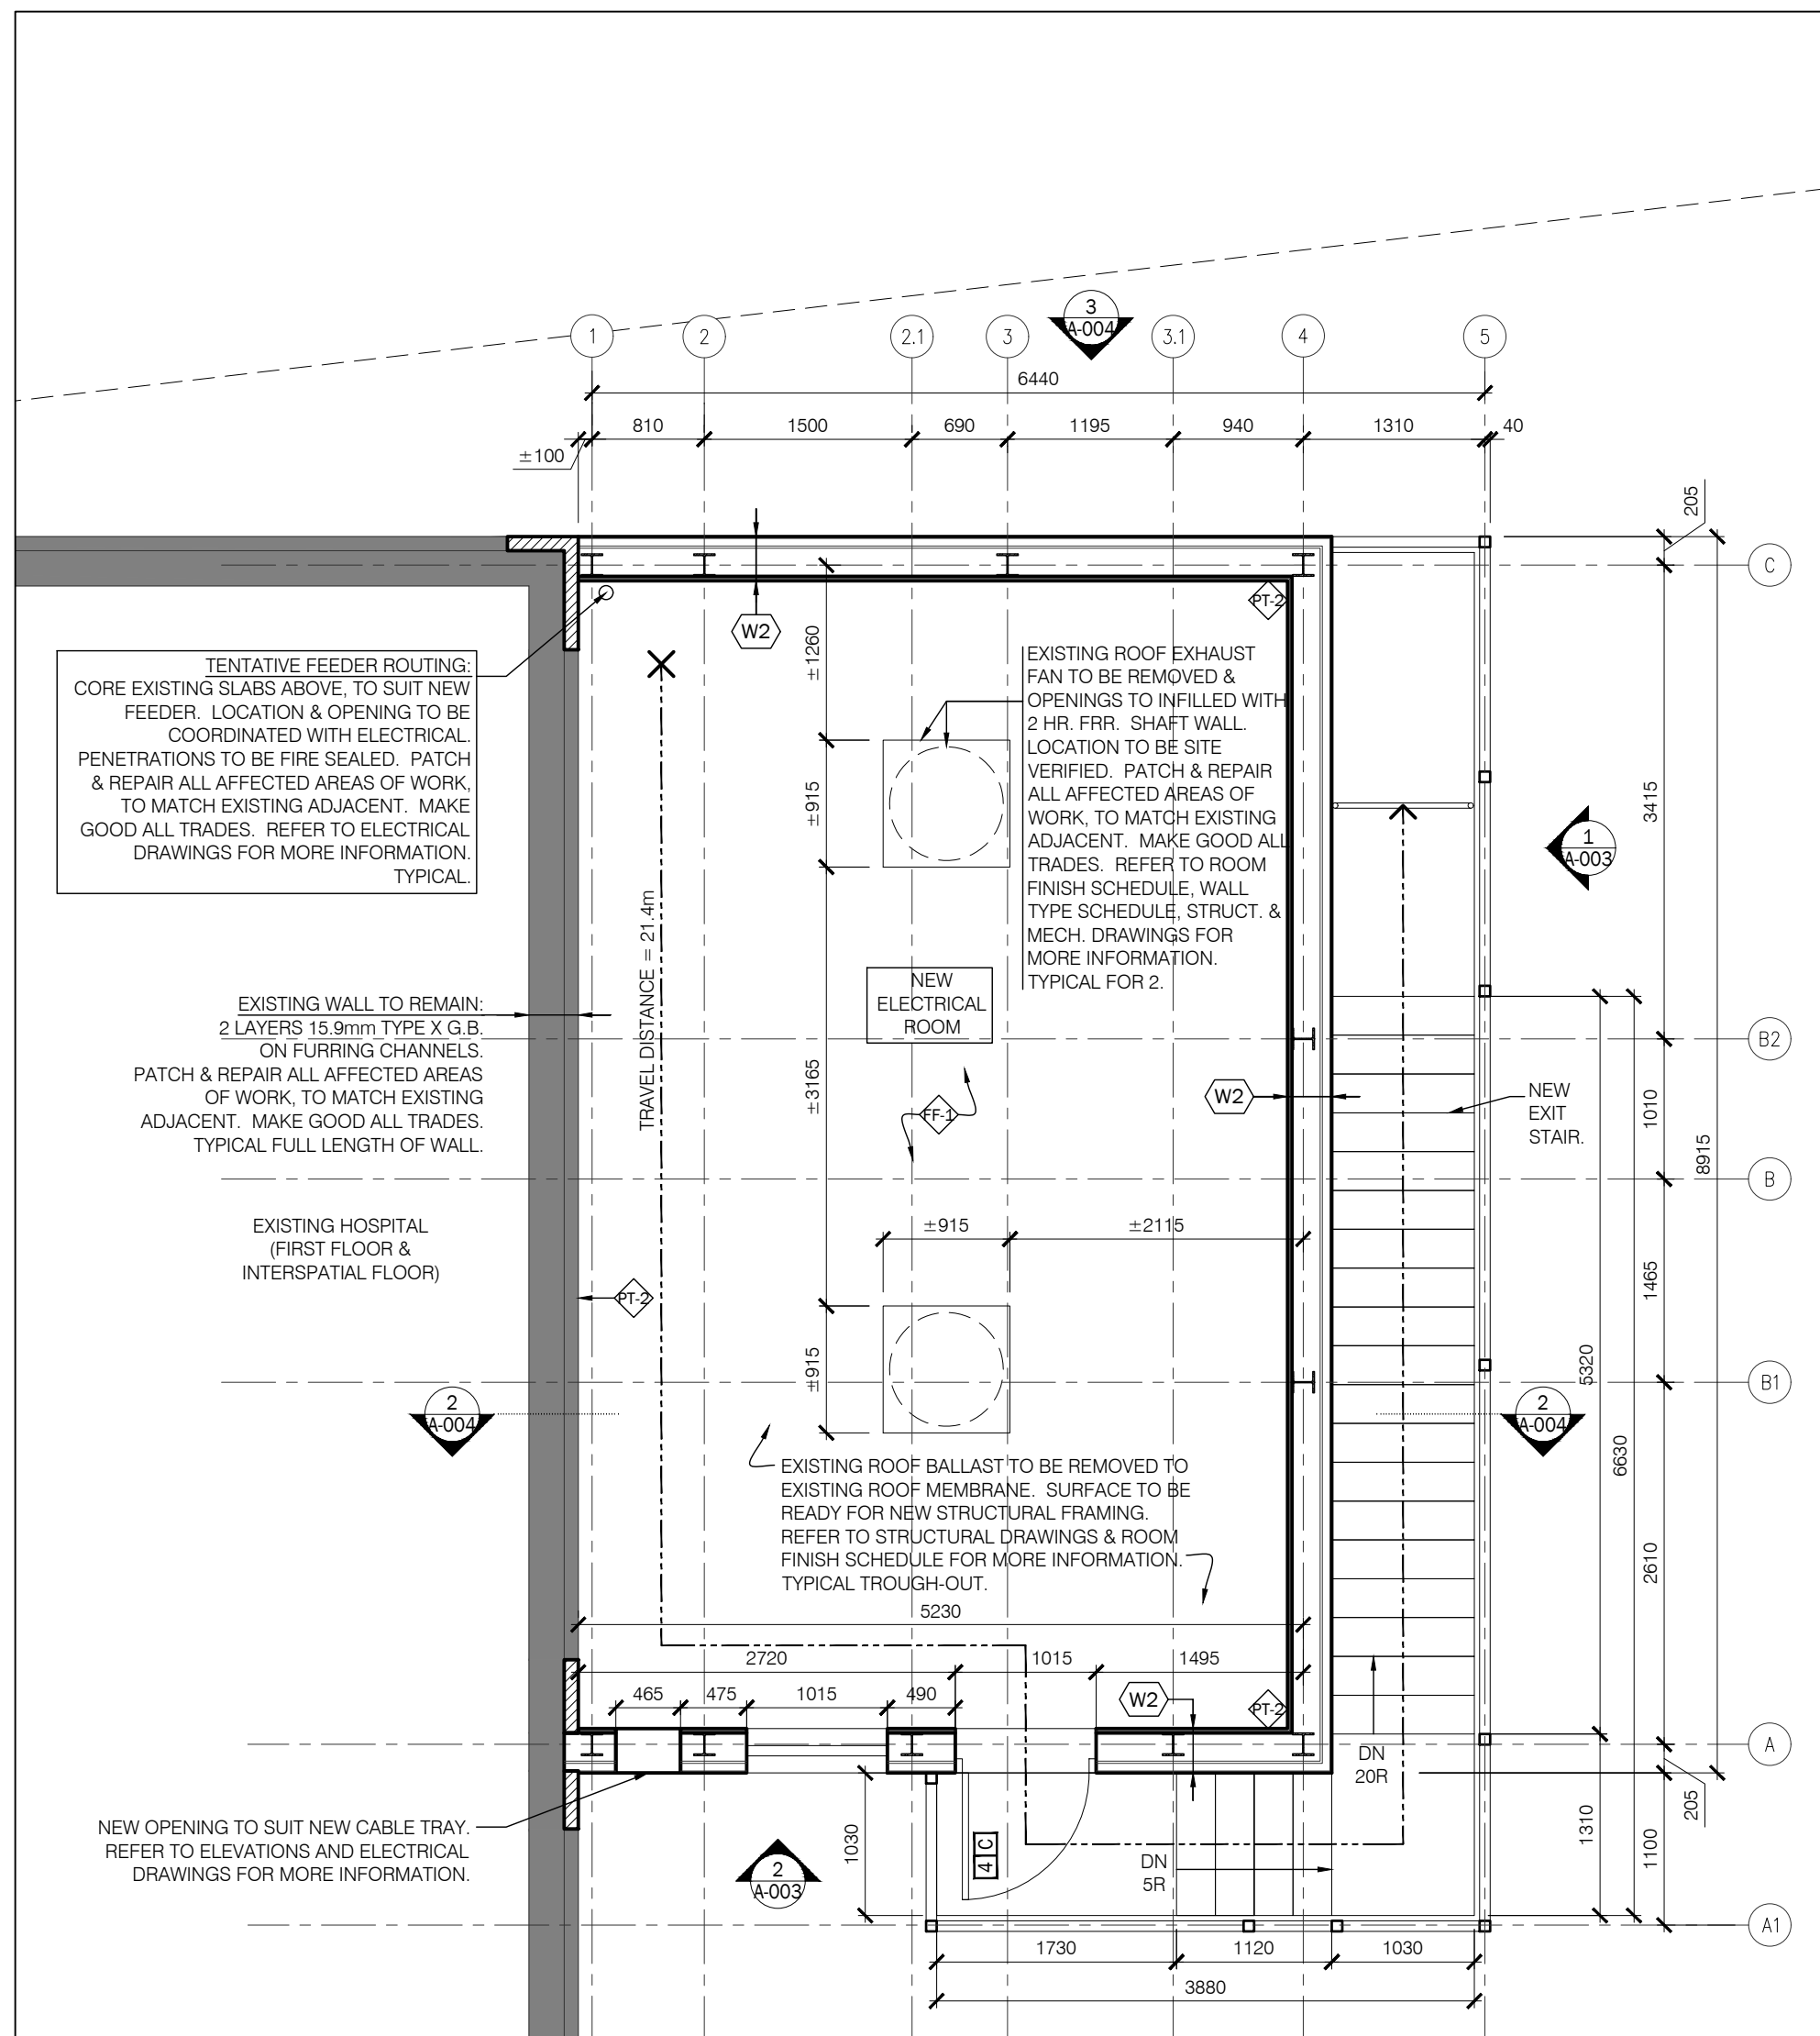 3
A-004
1
2
2.1
3
3.1
4
5
6440
810
1500
690
1195
940
1310
40
±100
205
C
W2
PT-2
TENTATIVE FEEDER ROUTING:
CORE EXISTING SLABS ABOVE, TO SUIT NEW
FEEDER. LOCATION & OPENING TO BE
COORDINATED WITH ELECTRICAL.
PENETRATIONS TO BE FIRE SEALED. PATCH
& REPAIR ALL AFFECTED AREAS OF WORK,
TO MATCH EXISTING ADJACENT. MAKE
GOOD ALL TRADES. REFER TO ELECTRICAL
DRAWINGS FOR MORE INFORMATION.
TYPICAL.
±1260
±915
EXISTING ROOF EXHAUST
FAN TO BE REMOVED &
OPENINGS TO INFILLED WITH
2 HR. FRR. SHAFT WALL.
LOCATION TO BE SITE
VERIFIED. PATCH & REPAIR
ALL AFFECTED AREAS OF
WORK, TO MATCH EXISTING
ADJACENT. MAKE GOOD ALL
TRADES. REFER TO ROOM
FINISH SCHEDULE, WALL
TYPE SCHEDULE, STRUCT. &
MECH. DRAWINGS FOR
MORE INFORMATION.
TYPICAL FOR 2.
3415
1
A-003
TRAVEL DISTANCE = 21.4m
NEW
ELECTRICAL
ROOM
EXISTING WALL TO REMAIN:
2 LAYERS 15.9mm TYPE X G.B.
ON FURRING CHANNELS.
PATCH & REPAIR ALL AFFECTED AREAS
OF WORK, TO MATCH EXISTING
ADJACENT. MAKE GOOD ALL TRADES.
TYPICAL FULL LENGTH OF WALL.
±3165
FF-1
W2
NEW
EXIT
STAIR.
B2
1010
8915
B
EXISTING HOSPITAL
(FIRST FLOOR &
INTERSPATIAL FLOOR)
±915
±2115
PT-2
1465
±915
5320
B1
2
A-004
2
A-004
6630
EXISTING ROOF BALLAST TO BE REMOVED TO
EXISTING ROOF MEMBRANE. SURFACE TO BE
READY FOR NEW STRUCTURAL FRAMING.
REFER TO STRUCTURAL DRAWINGS & ROOM
FINISH SCHEDULE FOR MORE INFORMATION.
TYPICAL TROUGH-OUT.
2610
5230
2720
1015
1495
465
475
1015
490
W2
PT-2
A
DN
20R
205
NEW OPENING TO SUIT NEW CABLE TRAY.
REFER TO ELEVATIONS AND ELECTRICAL
DRAWINGS FOR MORE INFORMATION.
1030
2
A-003
4 C
DN
5R
1310
1100
A1
1730
1120
1030
3880